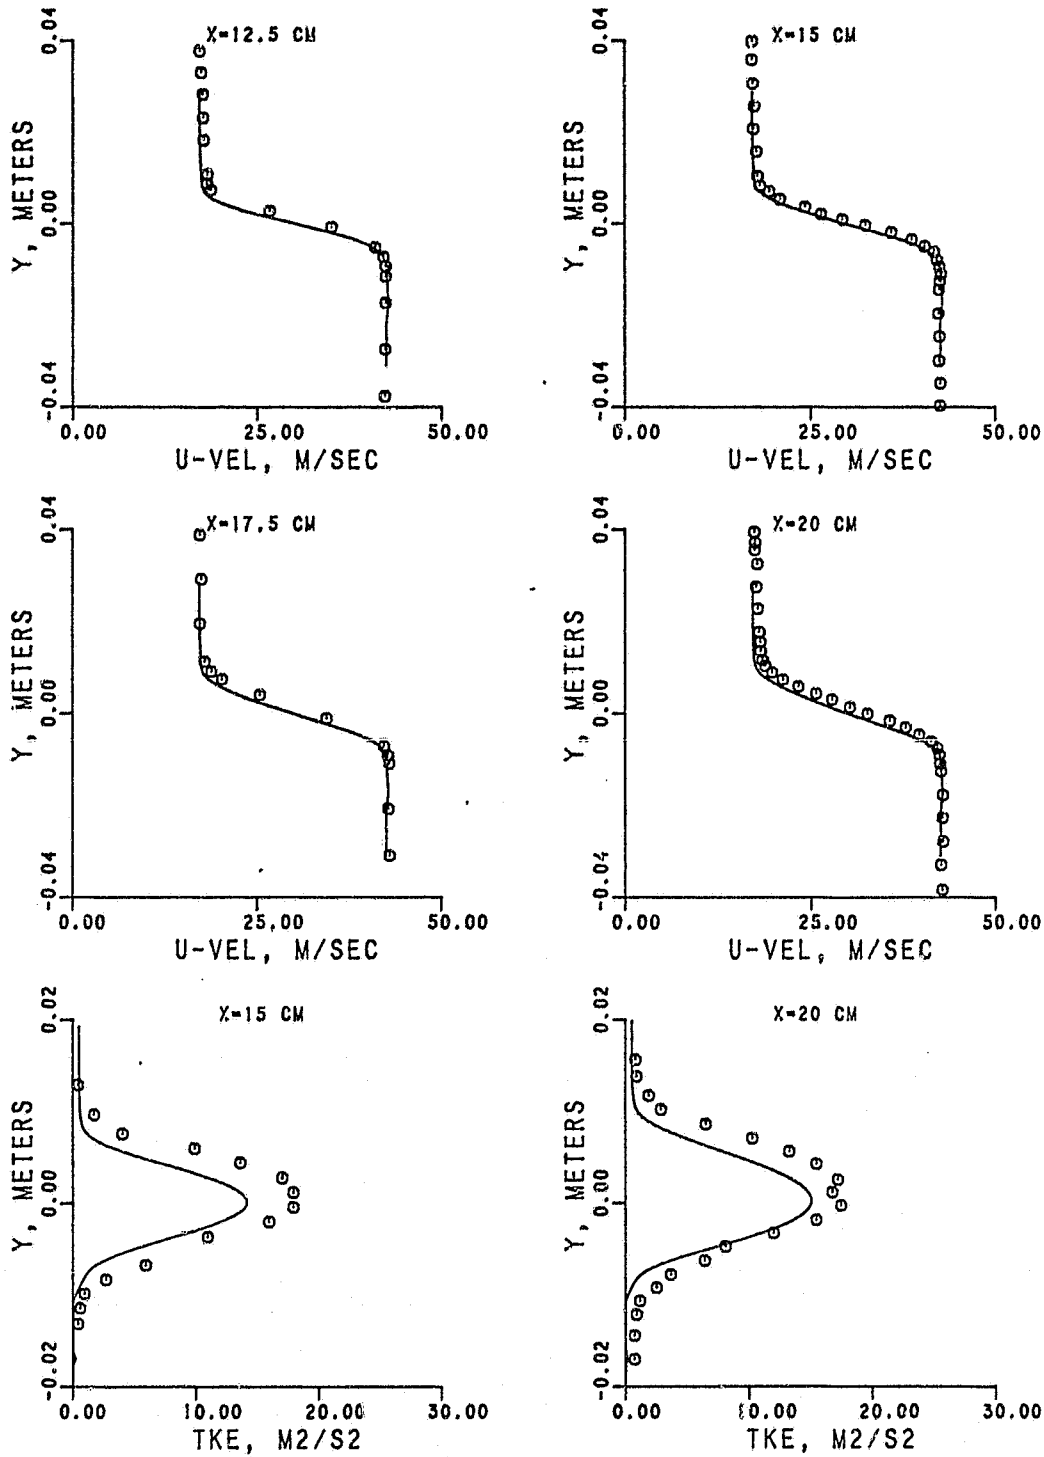 X=12.5 CM
0.04
0.00
-0.04
Y, METERS
0.00 25.00 50.00
U-VEL, M/SEC
X=15 CM
0.04
0.00
-0.04
Y, METERS
0.00 25.00 50.00
U-VEL, M/SEC
X=17.5 CM
0.04
0.00
-0.04
Y, METERS
0.00 25.00 50.00
U-VEL, M/SEC
X=20 CM
0.04
0.00
-0.04
Y, METERS
0.00 25.00 50.00
U-VEL, M/SEC
X=15 CM
0.02
0.00
-0.02
Y, METERS
0.00 10.00 20.00 30.00
TKE, M2/S2
X=20 CM
0.02
0.00
-0.02
Y, METERS
0.00 10.00 20.00 30.00
TKE, M2/S2